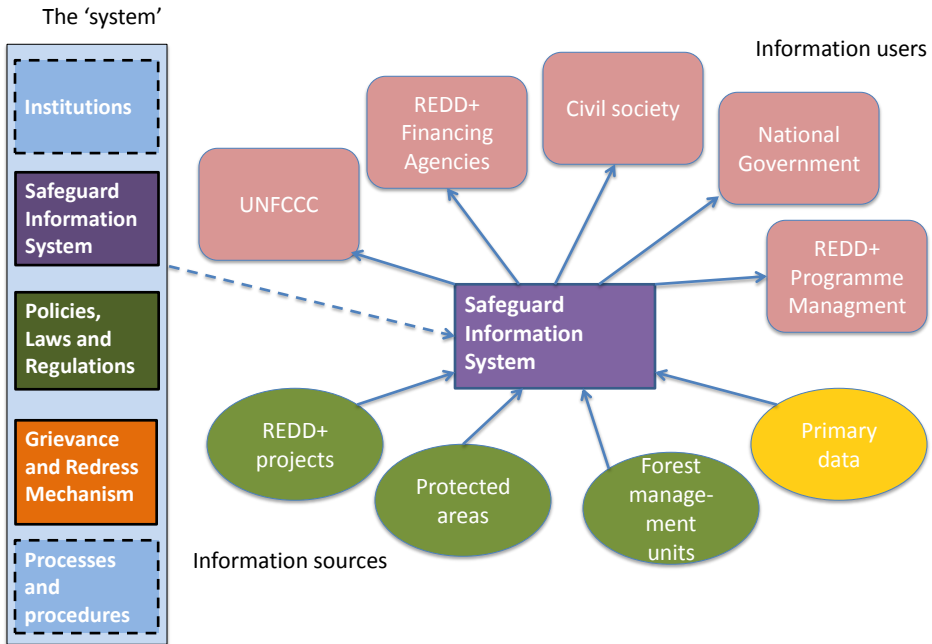 The ‘system’
Institutions
Safeguard
Information
System
Policies,
Laws and
Regulations
Grievance
and Redress
Mechanism
Processes
and
procedures
Information users
UNFCCC
REDD+
Financing
Agencies
Civil society
National
Government
REDD+
Programme
Managment
Safeguard
Information
System
REDD+
projects
Protected
areas
Forest
manage-
ment
units
Primary
data
Information sources